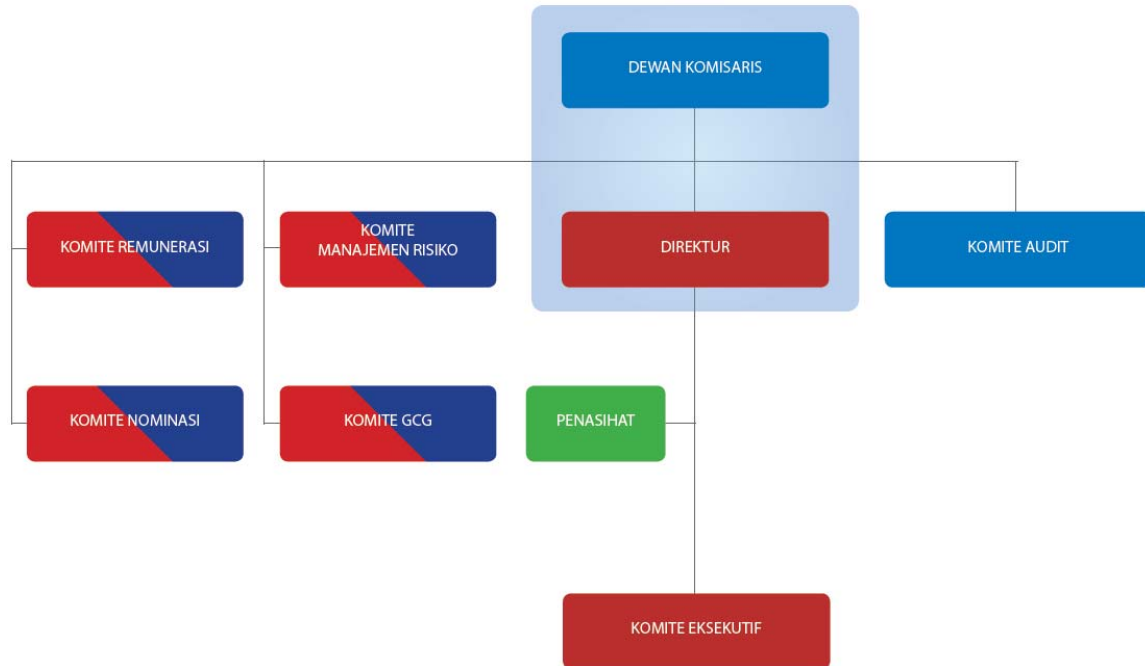 DEWAN KOMISARIS
KOMITE REMUNERASI
KOMITE
MANAJEMEN RISIKO
DIREKTUR
KOMITE AUDIT
KOMITE NOMINASI
KOMITE GCG
PENASIHAT
KOMITE EKSEKUTIF